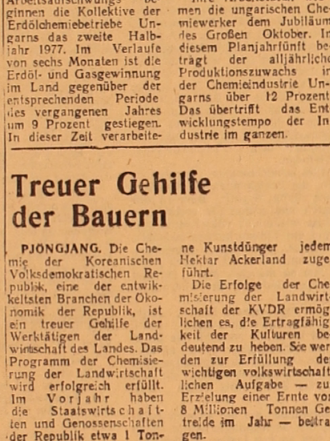 ginnen die Kollektive der
Erdölchemiebetriebe Un-
garns das zweite Halb-
jahr 1977. Im Verlaufe
von sechs Monaten ist die
Erdöl- und Gasgewinnung
im Land gegenüber der
entsprechenden Periode
des vergangenen Jahres
um 9 Prozent gestiegen.
In dieser Zeit verarbeite-
men die ungarischen Che-
miewerker dem Jubiläum
des Großen Oktober. In
diesem Planjahrfünft be-
trägt der alljährliche
Produktionszuwachs
der Chemieindustrie Un-
garns über 12 Prozent
Das übertrifft das Ent
wicklungstempo der In
dustrie im ganzen.
Treuer Gehilfe
der Bauern
PJÖNGJANG. Die Che-
mie der Koreanischen
Volksdemokratischen Re-
publik, eine der entwik-
keltsten Branchen der Öko-
nomik der Republik, ist
ein treuer Gehilfe der
Werktätigen der Land-
wirtschaft des Landes. Das
Programm der Chemisie-
rung der Landwirtschaft
wird erfolgreich erfüllt.
Im Vorjahr haben
die Staatswirtschaft-
ten und Genossenschaften
der Republik etwa 1 Ton-
ne Kunstdünger jedem
Hektar Ackerland zuge
führt.
Die Erfolge der Che
misierung der Landwirt
schaft der KVDR ermög
lichen es, die Ertragfähig
keit der Kulturen be
deutend zu heben. Sie wer
den zur Erfüllung de
wichtigen volkswirtschaft
lichen Aufgabe — zu
Erzielung einer Ernte vor
8 Millionen Tonnen Ge
treide im Jahr — beitra
gen.